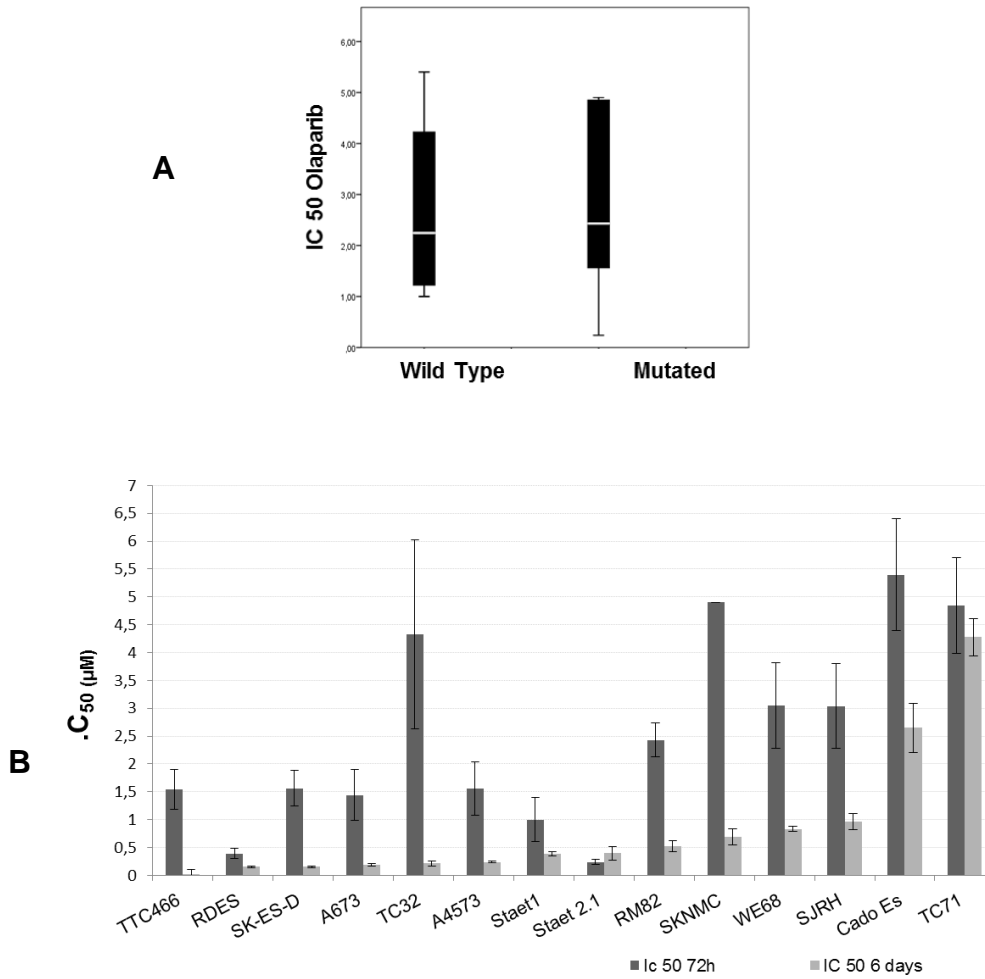 A
IC 50 Olaparib
6,00
5,00
4,00
3,00
2,00
1,00
,00
Wild Type
Mutated
B
.C50 (µM)
7
6,5
6
5,5
5
4,5
4
3,5
3
2,5
2
1,5
1
0,5
0
TTC466
RDES
SK-ES-D
A673
TC32
A4573
Staet1
Staet 2.1
RM82
SKNMC
WE68
SJRH
Cado Es
TC71
Ic 50 72h
IC 50 6 days